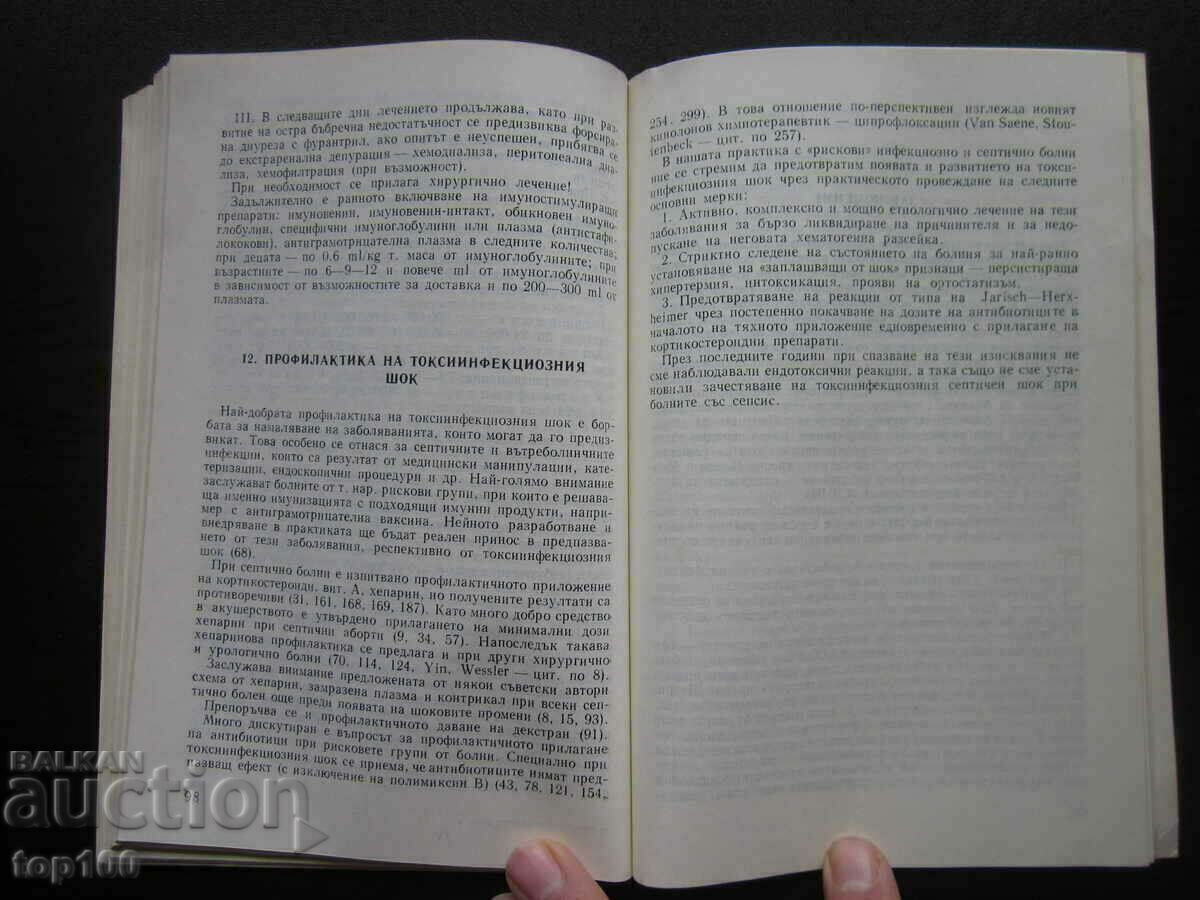 III. В следващите дни лечението продължава, като при раз-
витие на остра бъбречна недостатъчност се предизвиква форсира-
на диуреза с фурантрил, ако опитът е неуспешен, прибягва се
до екстраренална депурация — хемодиализа, перитонеална диа-
лиза, хемофилтрация (при възможност).
При необходимост се прилага хирургично лечение!
Задължително е ранното включване на имуностимулиращи
препарати: имуновенин, имуновенин-интакт, обикновен имуно-
глобулин, специфични имуноглобулини или плазма (антистафи-
лококови), антиграмотрицателна плазма в следните количества;
при децата — по 0.6 ml/kg т. маса от имуноглобулините; при
възрастните — по 6—9—12 и повече ml от имуноглобулините
в зависимост от възможностите за доставка и по 200—300 ml от
плазмата.
12. ПРОФИЛАКТИКА НА ТОКСИИНФЕКЦИОЗНИЯ
ШОК
Най-добрата профилактика на токсиинфекциозния шок е бор-
бата за намаляване на заболяванията, които могат да го предиз-
викат. Това особено се отнася за септичните и вътреболничните
инфекции, които са резултат от медицински манипулации, кате-
теризации, ендоскопични процедури и др. Най-голямо внимание
заслужават болните от т. нар. рискови групи, при които е решава-
ща именно имунизацията с подходящи имунни продукти, напри-
мер с антиграмотрицателна ваксина. Нейното разработване и
внедряване в практиката ще бъдат реален принос в предпазва-
нето от тези заболявания, респективно от токсиинфекциозния
шок (68).
При септично болни е изпитвано профилактичното приложение
на кортикостероиди, вит. А, хепарин, но получените резултати са
противоречиви (31, 161, 168, 169, 187). Като много добро средство
в акушерството е утвърдено прилагането на минимални дози
хепарин при септични аборти (9, 34, 57). Напоследък такава
хепаринова профилактика се предлага и при други хирургично
и урологично болни (70, 114, 124, Yin, Wessler — цит. по 8).
Заслужава внимание предложената от някои съветски автори
схема от хепарин, замразена плазма и контрикал при всеки сеп-
тично болен още преди появата на шоковите промени (8, 15, 93).
Препоръчва се и профилактичното даване на декстран (91).
Много дискутиран е въпросът за профилактичното прилагане
на антибиотици при рисковете групи от болни. Специално при
токсиинфекциозния шок се приема, че антибиотиците нямат пред-
пазващ ефект (с изключение на полимиксин В) (43, 78, 121, 154,
98
254, 299). В това отношение по-перспективен изглежда новият
хинолонов химиотерапевтик — ципрофлоксацин (Van Saene, Stou-
tenbeck — цит. по 257).
В нашата практика с «рискови» инфекциозно и септично болни
ние се стремим да предотвратим появата и развитието на токси-
инфекциозния шок чрез практическото провеждане на следните
основни мерки:
1. Активно, комплексно и мощно етиологично лечение на тези
заболявания за бързо ликвидиране на причинителя и за недо-
пускане на неговата хематогенна разсейка.
2. Стриктно следене на състоянието на болния за най-ранно
установяване на «заплашващи от шок» признаци — персистираща
хипертермия, интоксикация, прояви на ортостатизъм.
3. Предотвратяване на реакции от типа на Jarisch—Herx-
heimer чрез постепенно покачване на дозите на антибиотиците в
началото на тяхното приложение едновременно с прилагане на
кортикостероидни препарати.
През последните години при спазване на тези изисквания не
сме наблюдавали ендотоксични реакции, а така също не сме уста-
новили зачестяване на токсиинфекциозния септичен шок при
болните със сепсис.
BALKAN
auction
top100